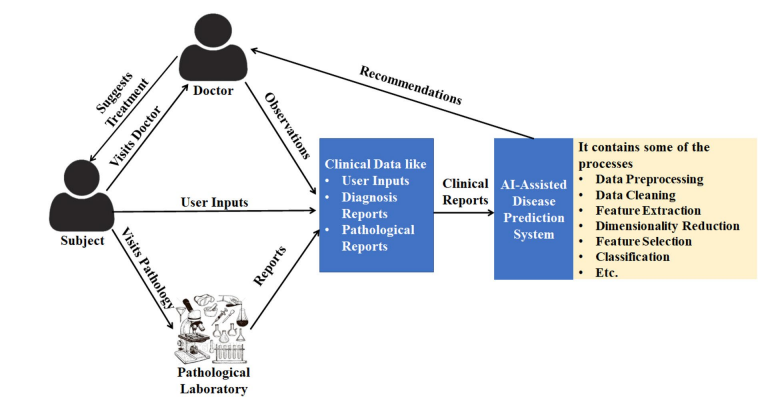 Doctor
Suggests
Treatment
Visits Doctor
Observations
Recommendations
Subject
User Inputs
Visits Pathology
Reports
Pathological
Laboratory
Clinical Data like
• User Inputs
• Diagnosis
Reports
• Pathological
Reports
Clinical
Reports
AI-Assisted
Disease
Prediction
System
It contains some of the
processes
• Data Preprocessing
• Data Cleaning
• Feature Extraction
• Dimensionality Reduction
• Feature Selection
• Classification
• Etc.